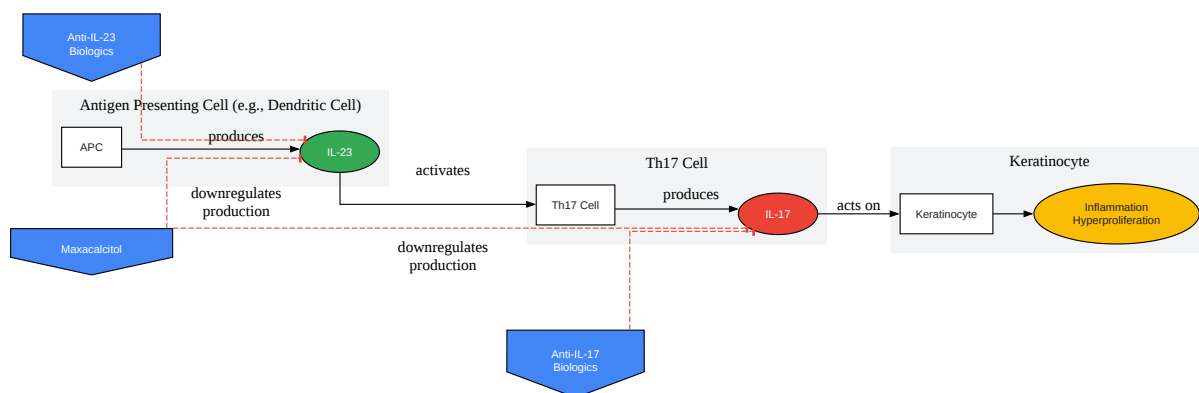 Anti-IL-23
Biologics
Antigen Presenting Cell (e.g., Dendritic Cell)
APC
produces
IL-23
downregulates
production
activates
Maxacalcitol
downregulates
production
Th17 Cell
Th17 Cell
produces
IL-17
acts on
Anti-IL-17
Biologics
Keratinocyte
Keratinocyte
Inflammation
Hyperproliferation